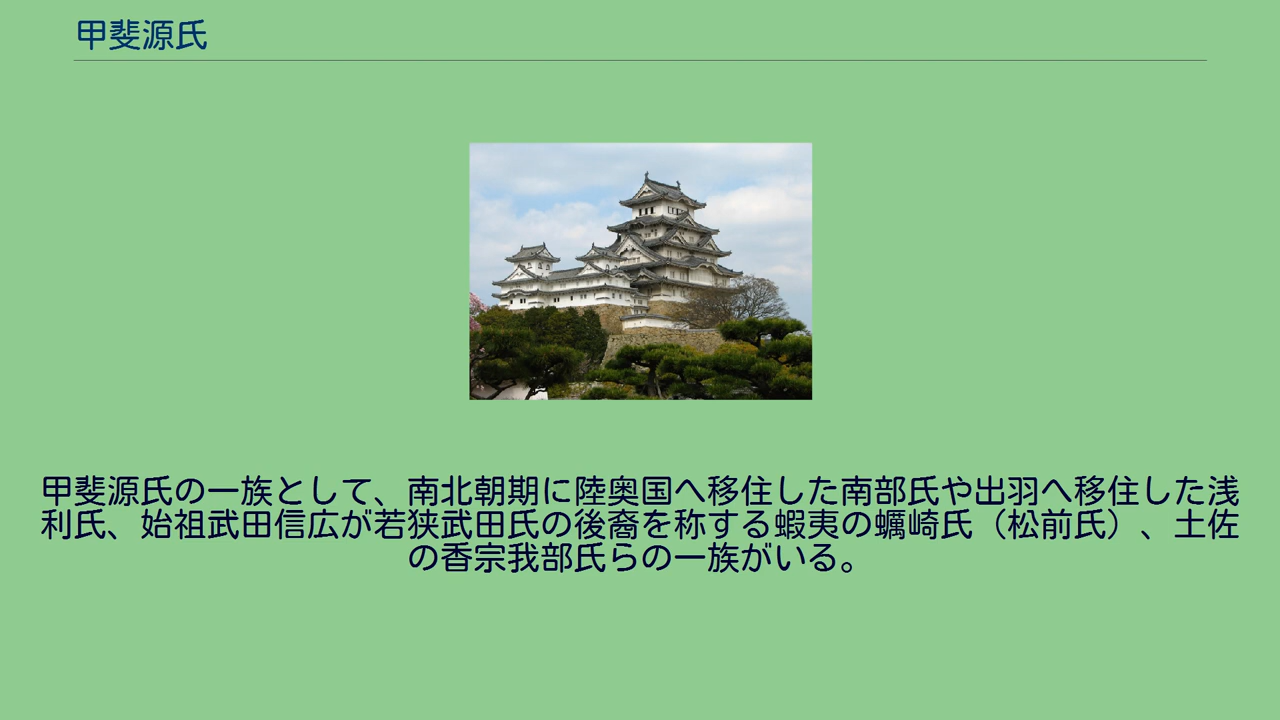 甲斐源氏
甲斐源氏の一族として、南北朝期に陸奥国へ移住した南部氏や出羽へ移住した浅
利氏、始祖武田信広が若狭武田氏の後裔を称する蝦夷の蠣崎氏（松前氏）、土佐
の香宗我部氏らの一族がいる。